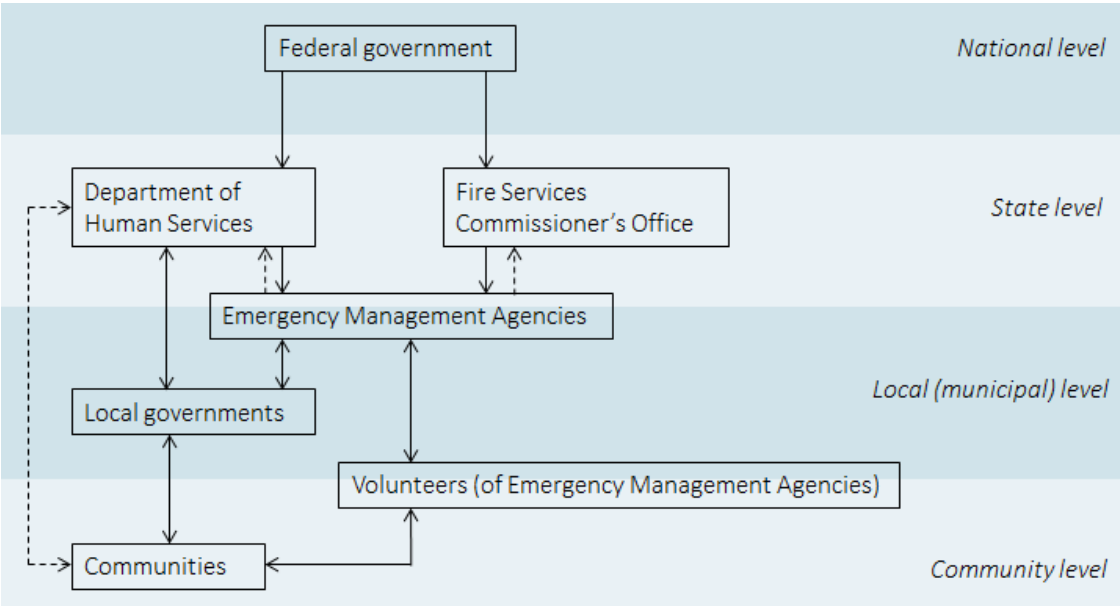 Federal government
National level
Department of
Human Services
Fire Services
Commissioner’s Office
State level
Emergency Management Agencies
Local (municipal) level
Local governments
Volunteers (of Emergency Management Agencies)
Communities
Community level